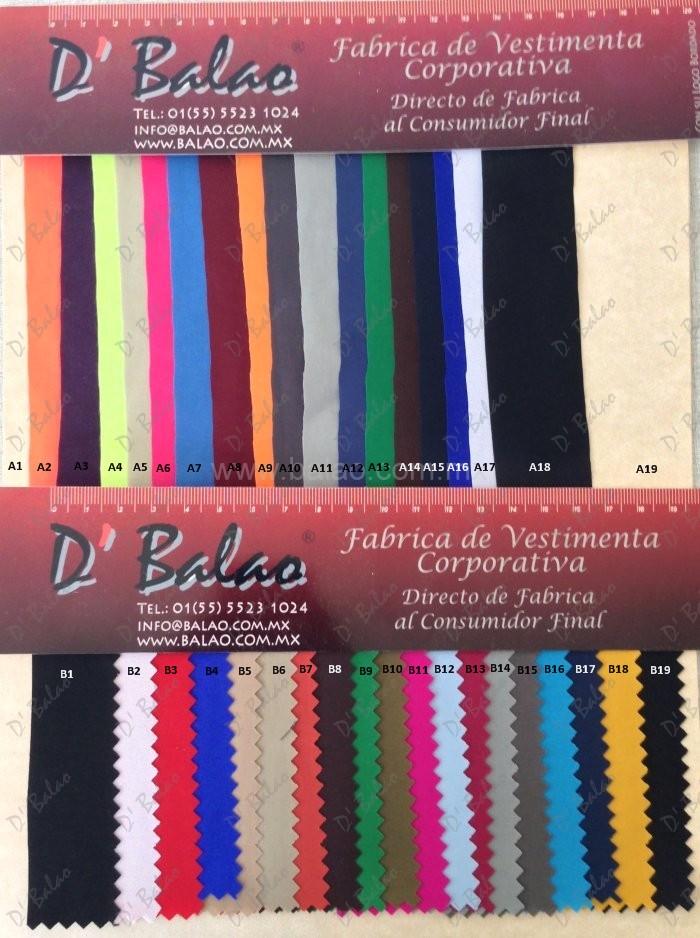 D' Balao®
Fabrica de Vestimenta
Corporativa
Directo de Fabrica
al Consumidor Final
TEL.: 01(55) 5523 1024
INFO@BALAO.COM.MX
WWW.BALAO.COM.MX
A1 A2 A3 A4 A5 A6 A7 A8 A9 A10 A11 A12 A13 A14 A15 A16 A17 A18 A19
www.balao.com.mx
D' Balao®
Fabrica de Vestimenta
Corporativa
Directo de Fabrica
al Consumidor Final
TEL.: 01(55) 5523 1024
INFO@BALAO.COM.MX
WWW.BALAO.COM.MX
B1 B2 B3 B4 B5 B6 B7 B8 B9 B10 B11 B12 B13 B14 B15 B16 B17 B18 B19